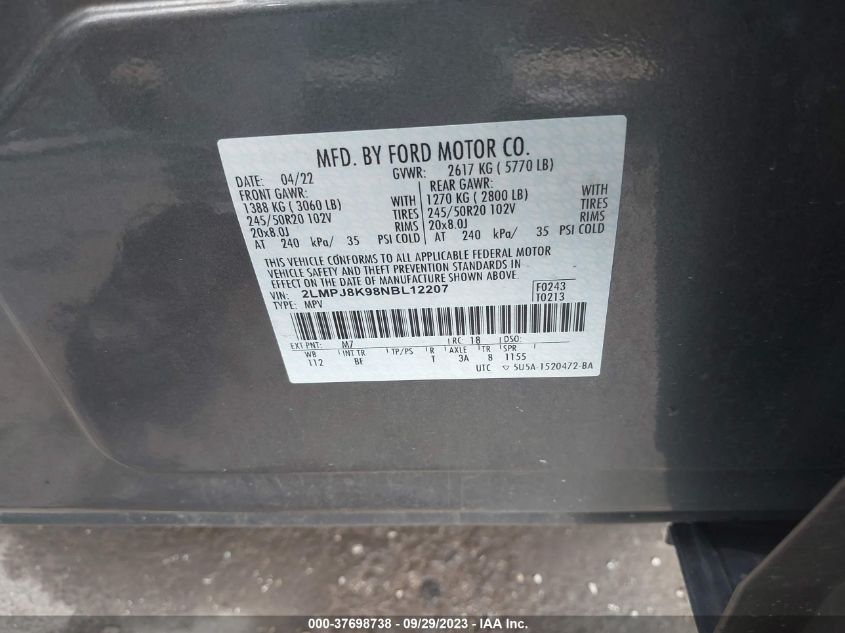 MFD. BY FORD MOTOR CO.
DATE: 04/22 GVWR: 2617 KG ( 5770 LB)
FRONT GAWR: REAR GAWR:
1388 KG ( 3060 LB) WITH 1270 KG ( 2800 LB) WITH
245/50R20 102V TIRES 245/50R20 102V TIRES
20x8.0J RIMS 20x8.0J RIMS
AT 240 kPa/ 35 PSI COLD AT 240 kPa/ 35 PSI COLD
THIS VEHICLE CONFORMS TO ALL APPLICABLE FEDERAL MOTOR
VEHICLE SAFETY AND THEFT PREVENTION STANDARDS IN
EFFECT ON THE DATE OF MANUFACTURE SHOWN ABOVE.
VIN: 2LMPJ8K98NBL12207 F0243
TYPE: MPV T0213
EXT PNT: M7 RC: 18 DSO:
WB INT TR TP/PS R AXLE TR SPR
112 BE T 3A 8 1155
UTC 5U5A-1520472-BA
000-37698738 - 09/29/2023 - IAA Inc.